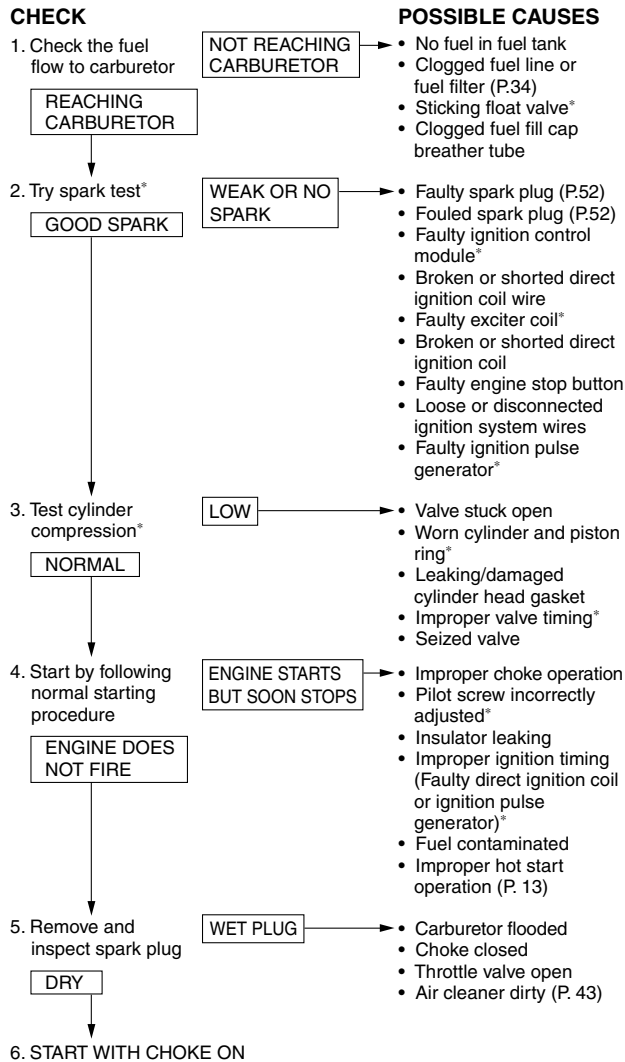 CHECK
POSSIBLE CAUSES
1. Check the fuel
flow to carburetor
NOT REACHING
CARBURETOR
• No fuel in fuel tank
• Clogged fuel line or
fuel filter (P.34)
• Sticking float valve*
• Clogged fuel fill cap
breather tube
REACHING
CARBURETOR
2. Try spark test*
WEAK OR NO
SPARK
• Faulty spark plug (P.52)
• Fouled spark plug (P.52)
• Faulty ignition control
module*
• Broken or shorted direct
ignition coil wire
• Faulty exciter coil*
• Broken or shorted direct
ignition coil
• Faulty engine stop button
• Loose or disconnected
ignition system wires
• Faulty ignition pulse
generator*
GOOD SPARK
3. Test cylinder
compression*
LOW
• Valve stuck open
• Worn cylinder and piston
ring*
• Leaking/damaged
cylinder head gasket
• Improper valve timing*
• Seized valve
NORMAL
4. Start by following
normal starting
procedure
ENGINE STARTS
BUT SOON STOPS
• Improper choke operation
• Pilot screw incorrectly
adjusted*
• Insulator leaking
• Improper ignition timing
(Faulty direct ignition coil
or ignition pulse
generator)*
• Fuel contaminated
• Improper hot start
operation (P. 13)
ENGINE DOES
NOT FIRE
5. Remove and
inspect spark plug
WET PLUG
• Carburetor flooded
• Choke closed
• Throttle valve open
• Air cleaner dirty (P. 43)
DRY
6. START WITH CHOKE ON